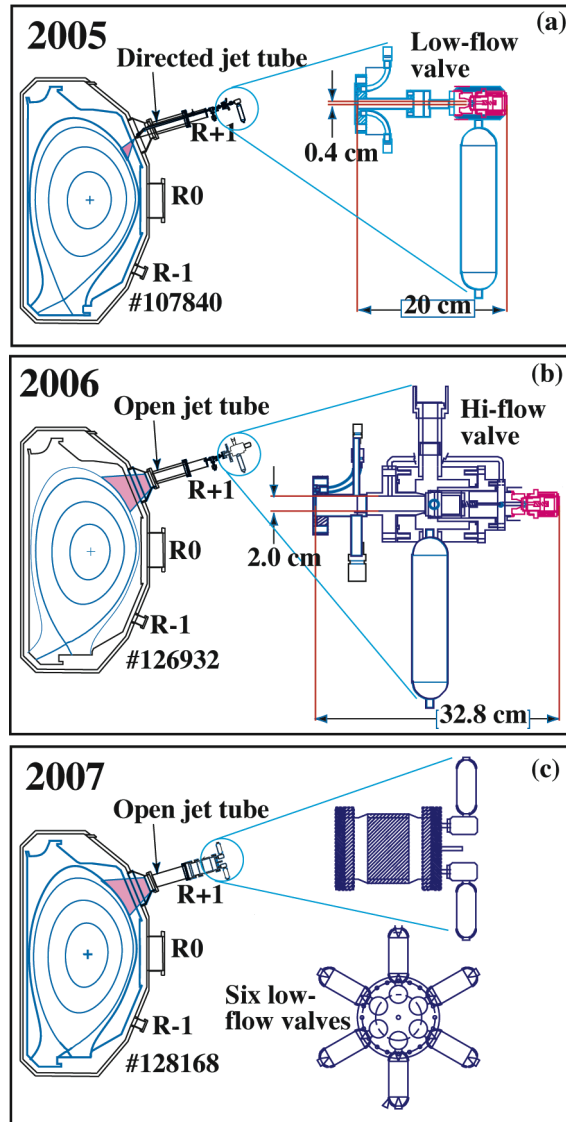 2005
(a)
Directed jet tube
Low-flow
valve
R+1
0.4 cm
R0
R-1
#107840
20 cm
2006
(b)
Open jet tube
Hi-flow
valve
R+1
R0
2.0 cm
R-1
#126932
32.8 cm
2007
(c)
Open jet tube
R+1
R0
Six low-
flow valves
R-1
#128168